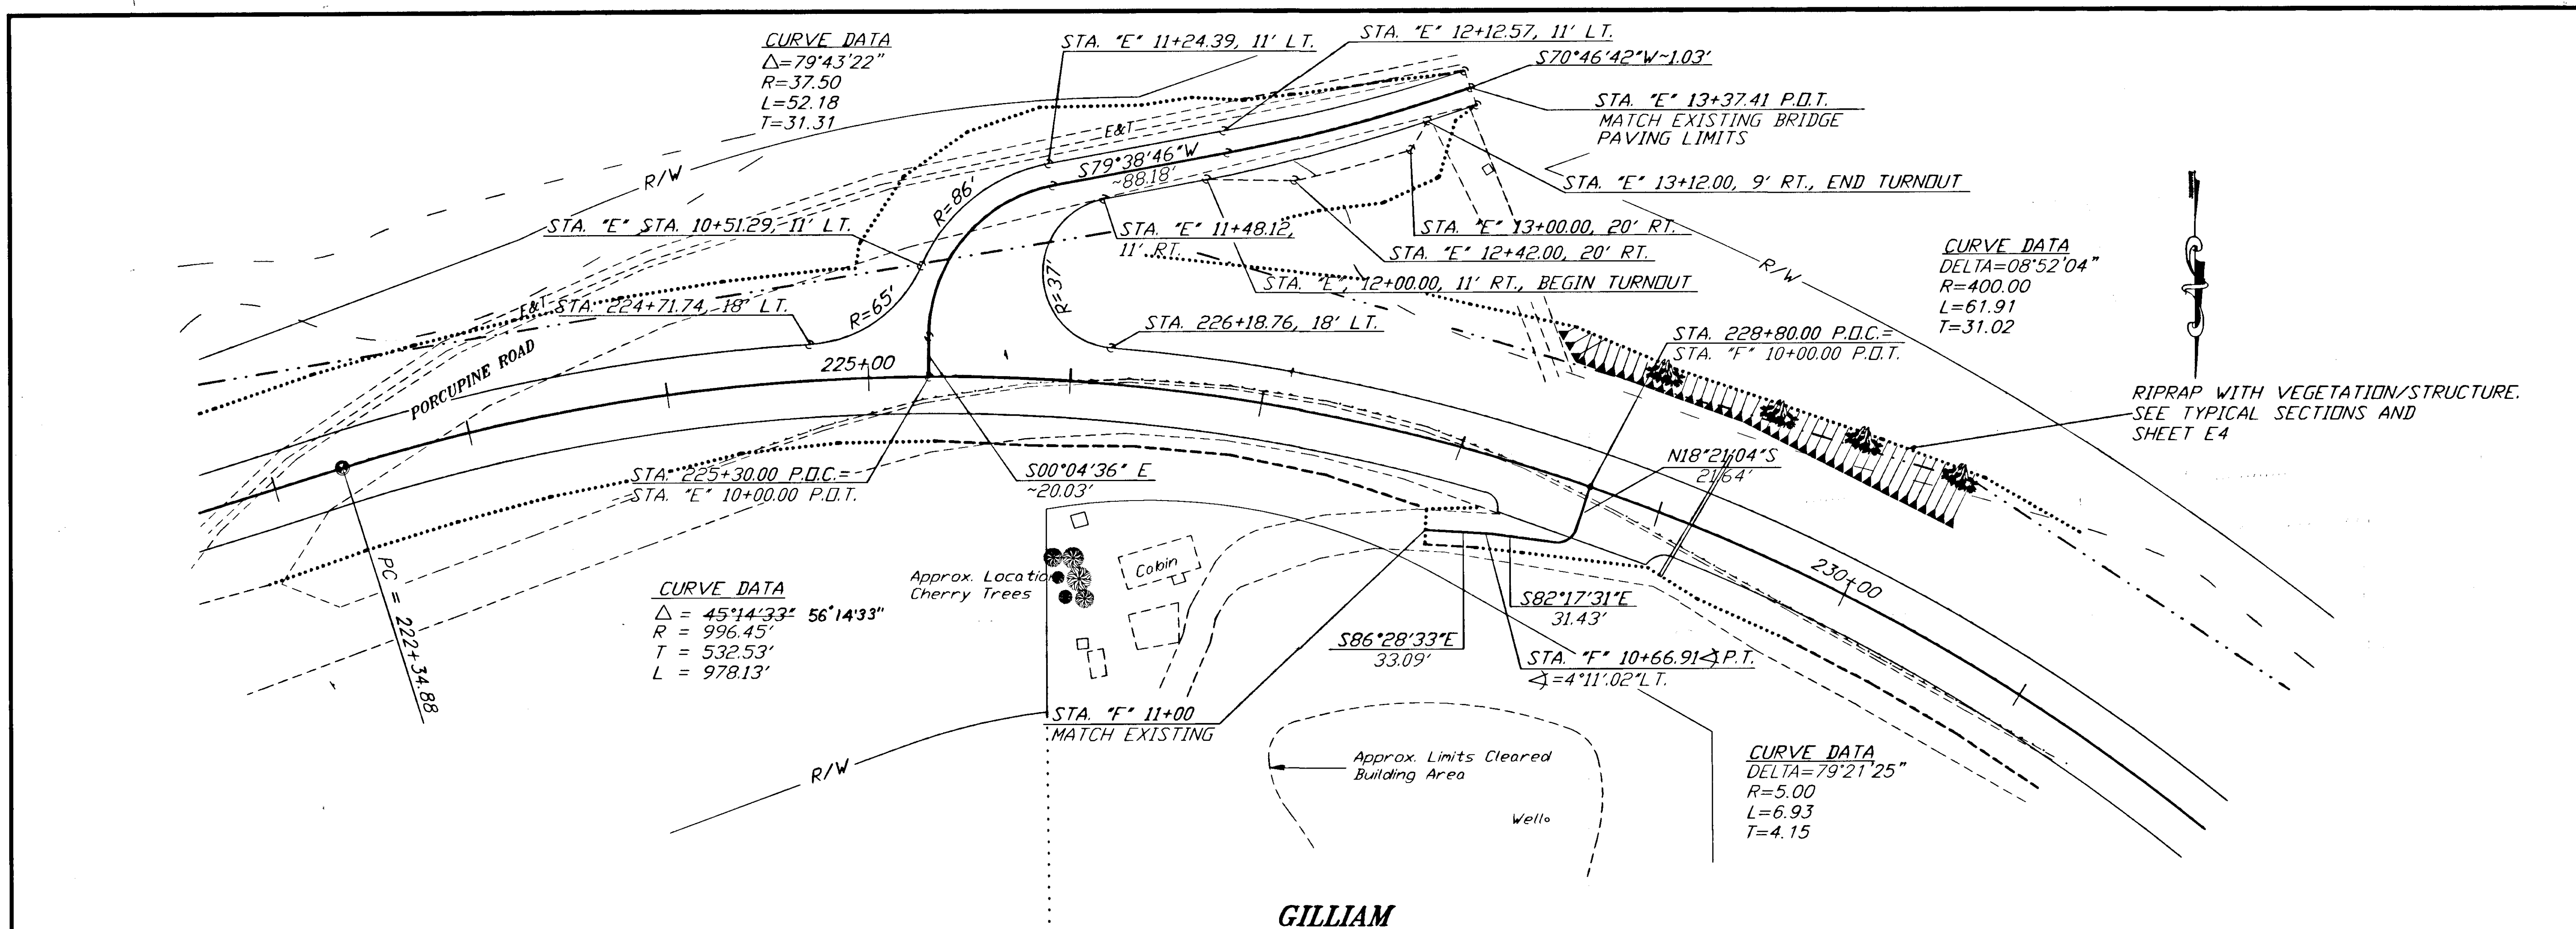 CURVE DATA
△=79°43'22"
R=37.50
L=52.18
T=31.31
STA. "E" 11+24.39, 11' LT.
STA. "E" 12+12.57, 11' LT.
S70°46'42"W~1.03'
STA. "E" 13+37.41 P.O.T.
MATCH EXISTING BRIDGE
PAVING LIMITS
E&T
R/W
S79°38'46"W
~88.18'
R=86'
STA. "E" 13+12.00, 9' RT., END TURNOUT
STA. "E" STA. 10+51.29, 11' LT.
STA. "E" 11+48.12,
11' RT.
STA. "E" 13+00.00, 20' RT.
STA. "E" 12+42.00, 20' RT.
STA. "E", 12+00.00, 11' RT., BEGIN TURNOUT
R/W
CURVE DATA
DELTA=08°52'04"
R=400.00
L=61.91
T=31.02
E&T
STA. 224+71.74, 18' LT.
R=65'
R=37'
STA. 226+18.76, 18' LT.
STA. 228+80.00 P.O.C.=
STA. "F" 10+00.00 P.O.T.
PORCUPINE ROAD
225+00
RIPRAP WITH VEGETATION/STRUCTURE.
SEE TYPICAL SECTIONS AND
SHEET E4
STA. 225+30.00 P.O.C.=
STA. "E" 10+00.00 P.O.T.
S00°04'36" E
~20.03'
N18°21'04"S
21.64'
PC = 222+34.88
CURVE DATA
△ = 45°14'33" 56°14'33"
R = 996.45'
T = 532.53'
L = 978.13'
Approx. Locatio
Cherry Trees
Cabin
230+00
S82°17'31"E
31.43'
S86°28'33"E
33.09'
STA. "F" 10+66.91∢P.T.
∢=4°11'.02"LT.
STA. "F" 11+00
MATCH EXISTING
R/W
Approx. Limits Cleared
Building Area
Well
CURVE DATA
DELTA=79°21'25"
R=5.00
L=6.93
T=4.15
GILLIAM